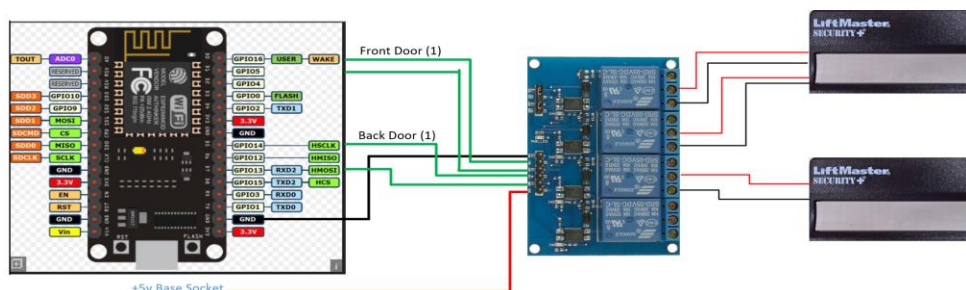 TOUT ADC0
RESERVED
RESERVED
SDD3 GPIO10
SDD2 GPIO9
SDD1 MOSI
SDCMD CS
SDD0 MISO
SDCLK SCLK
GND
3.3V
EN
RST
GND
Vin
WiFi
RST
FLASH
GPIO16 USER WAKE
GPIO5
GPIO4
GPIO0 FLASH
GPIO2 TXD1
3.3V
GND
GPIO14 HSCLK
GPIO12 HMISO
GPIO13 RXD2 HMOSI
GPIO15 TXD2 HCS
GPIO3 RXD0
GPIO1 TXD0
GND
3.3V
Front Door (1)
Back Door (1)
+5v Base Socket
LiftMaster
SECURITY+
LiftMaster
SECURITY+